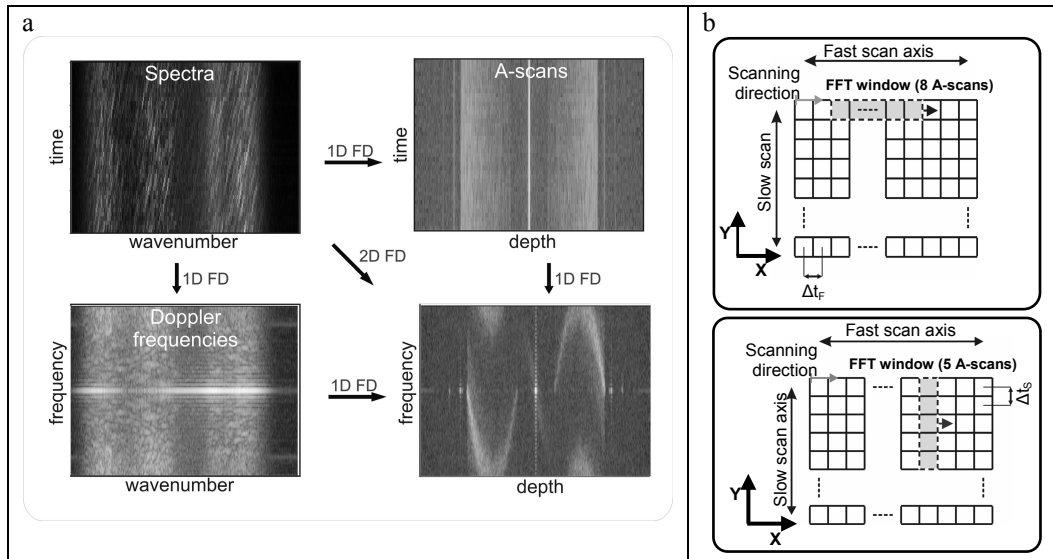 a
Spectra
time
wavenumber
1D FD
A-scans
time
depth
1D FD
2D FD
1D FD
Doppler
frequencies
frequency
wavenumber
1D FD
frequency
depth
b
Fast scan axis
Scanning
direction
FFT window (8 A-scans)
Slow scan
Y
X
ΔtF
Fast scan axis
Scanning
direction
FFT window (5 A-scans)
Slow scan axis
ΔtS
Y
X